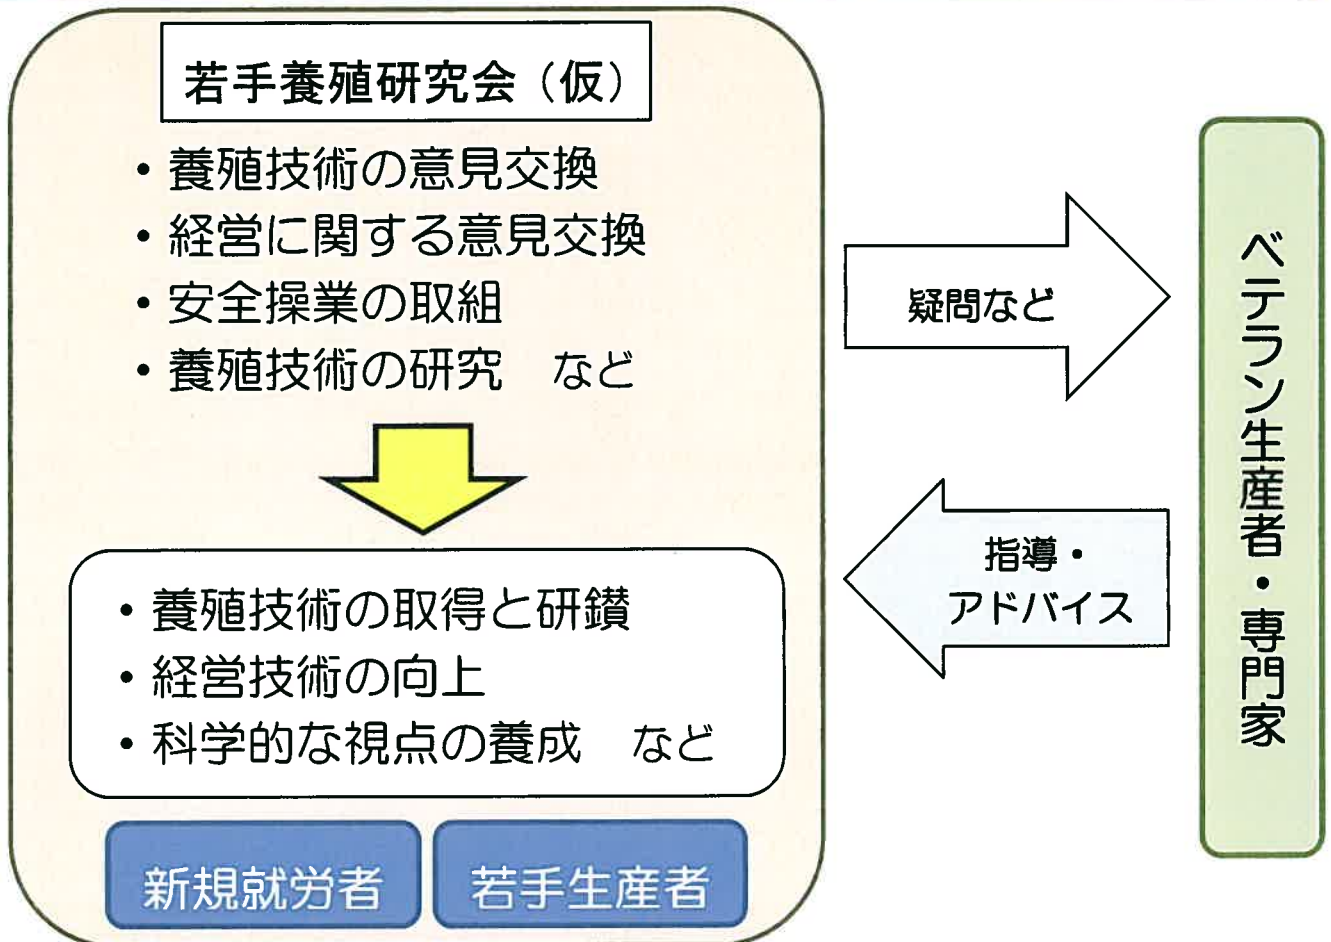 若手養殖研究会（仮）
・養殖技術の意見交換
・経営に関する意見交換
・安全操業の取組
・養殖技術の研究　など
・養殖技術の取得と研鑚
・経営技術の向上
・科学的な視点の養成　など
新規就労者
若手生産者
疑問など
指導・
アドバイス
ベテラン生産者・専門家